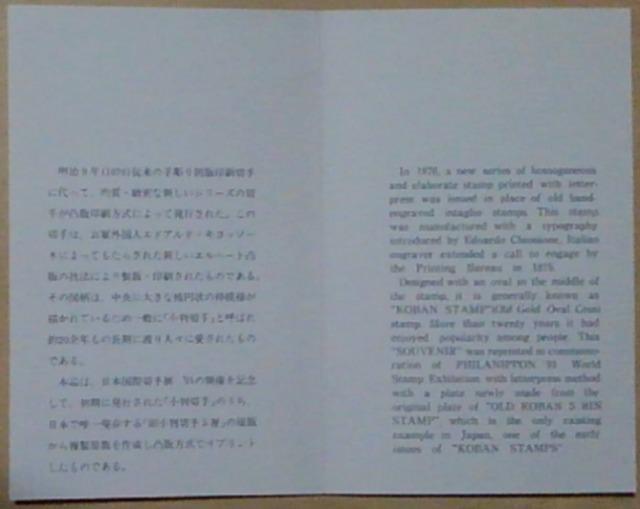 明治9年(1876)従来の手彫り凹版印刷切手
に代って、均質・緻密な新しいシリーズの切
手が凸版印刷方式によって発行された。この
切手は、お雇外国人エドアルド・キヨッソー
ネによってもたらされた新しいエルヘート凸
版の技法により製版・印刷されたものである。
その図柄は、中央に大きな楕円状の枠模様が
描かれているため一般に「小判切手」と呼ばれ
約20余年もの長期に渡り人々に愛されたもの
である。
本品は、日本国際切手展 '91の開催を記念
して、初期に発行された「小判切手」のうち、
日本で唯一現存する「旧小判切手5厘」の原版
から複製原版を作成し凸版方式でリプリント
したものである。
In 1876, a new series of homogeneous
and elaborate stamp printed with letter-
press was issued in place of old hand-
engraved intaglio stamps. This stamp
was manufactured with a typography
introduced by Edoardo Chiossone, Italian
engraver extended a call to engage by
the Printing Bureau in 1875.
Designed with an oval in the middle of
the stamp, it is generally known as
"KOBAN STAMP"(Old Gold Oval Coin)
stamp. More than twenty years it had
enjoyed popularity among people. This
"SOUVENIR" was reprinted in commemo-
ration of PHILANIPPON '91 World
Stamp Exhibition with letterpress method
with a plate newly made from the
original plate of "OLD KOBAN 5 RIN
STAMP", which is the only existing
example in Japan, one of the early
issues of "KOBAN STAMPS"